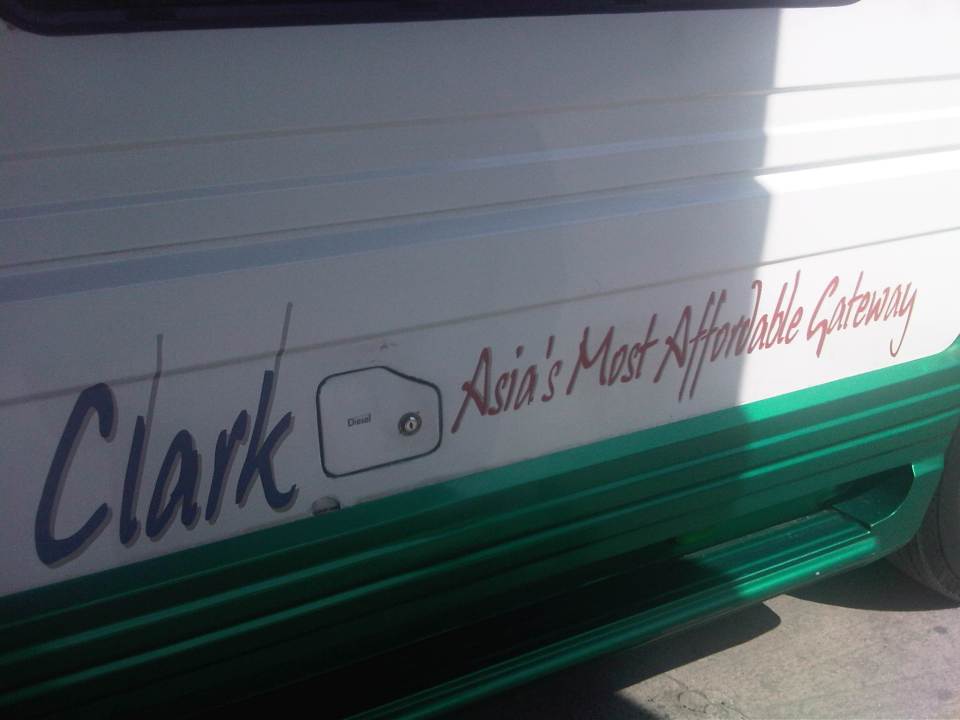 Clark
Diesel
Asia's Most Affordable Gateway